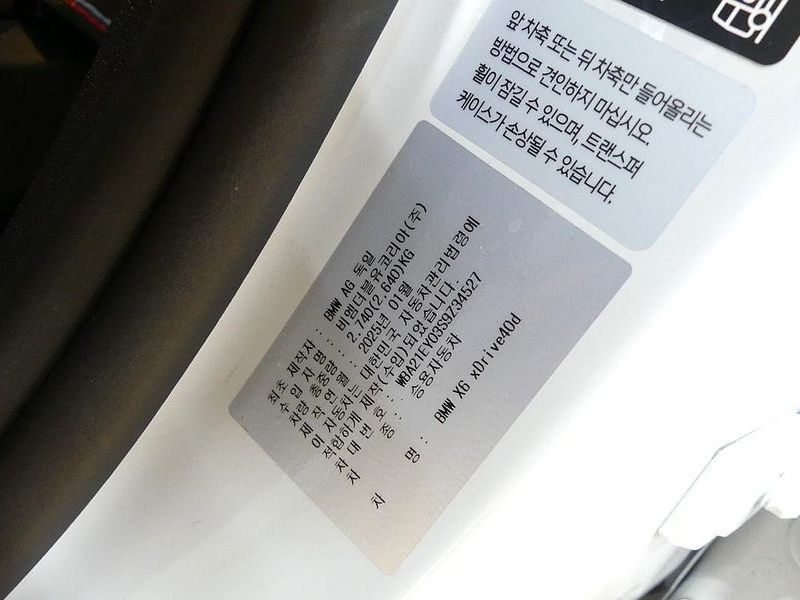 앞 차축 또는 뒤 차축만 들어올리는
방법으로 견인하지 마십시오.
휠이 잠길 수 있으며, 트랜스퍼
케이스가 손상될 수 있습니다.
최초 제작자 : BMW AG 독일
수 입 자 명 : 비엠더블유코리아(주)
차량 총중량 : 2,740(2,640)KG
제 작 연 월 : 2025년 01월
이 자동차는 대한민국 자동차관리법령에
적합하게 제작(수입)되었습니다.
차 대 번 호 : WBA21EY03S9Z34527
차 종 : 승용자동차
차 명 : BMW X6 xDrive40d